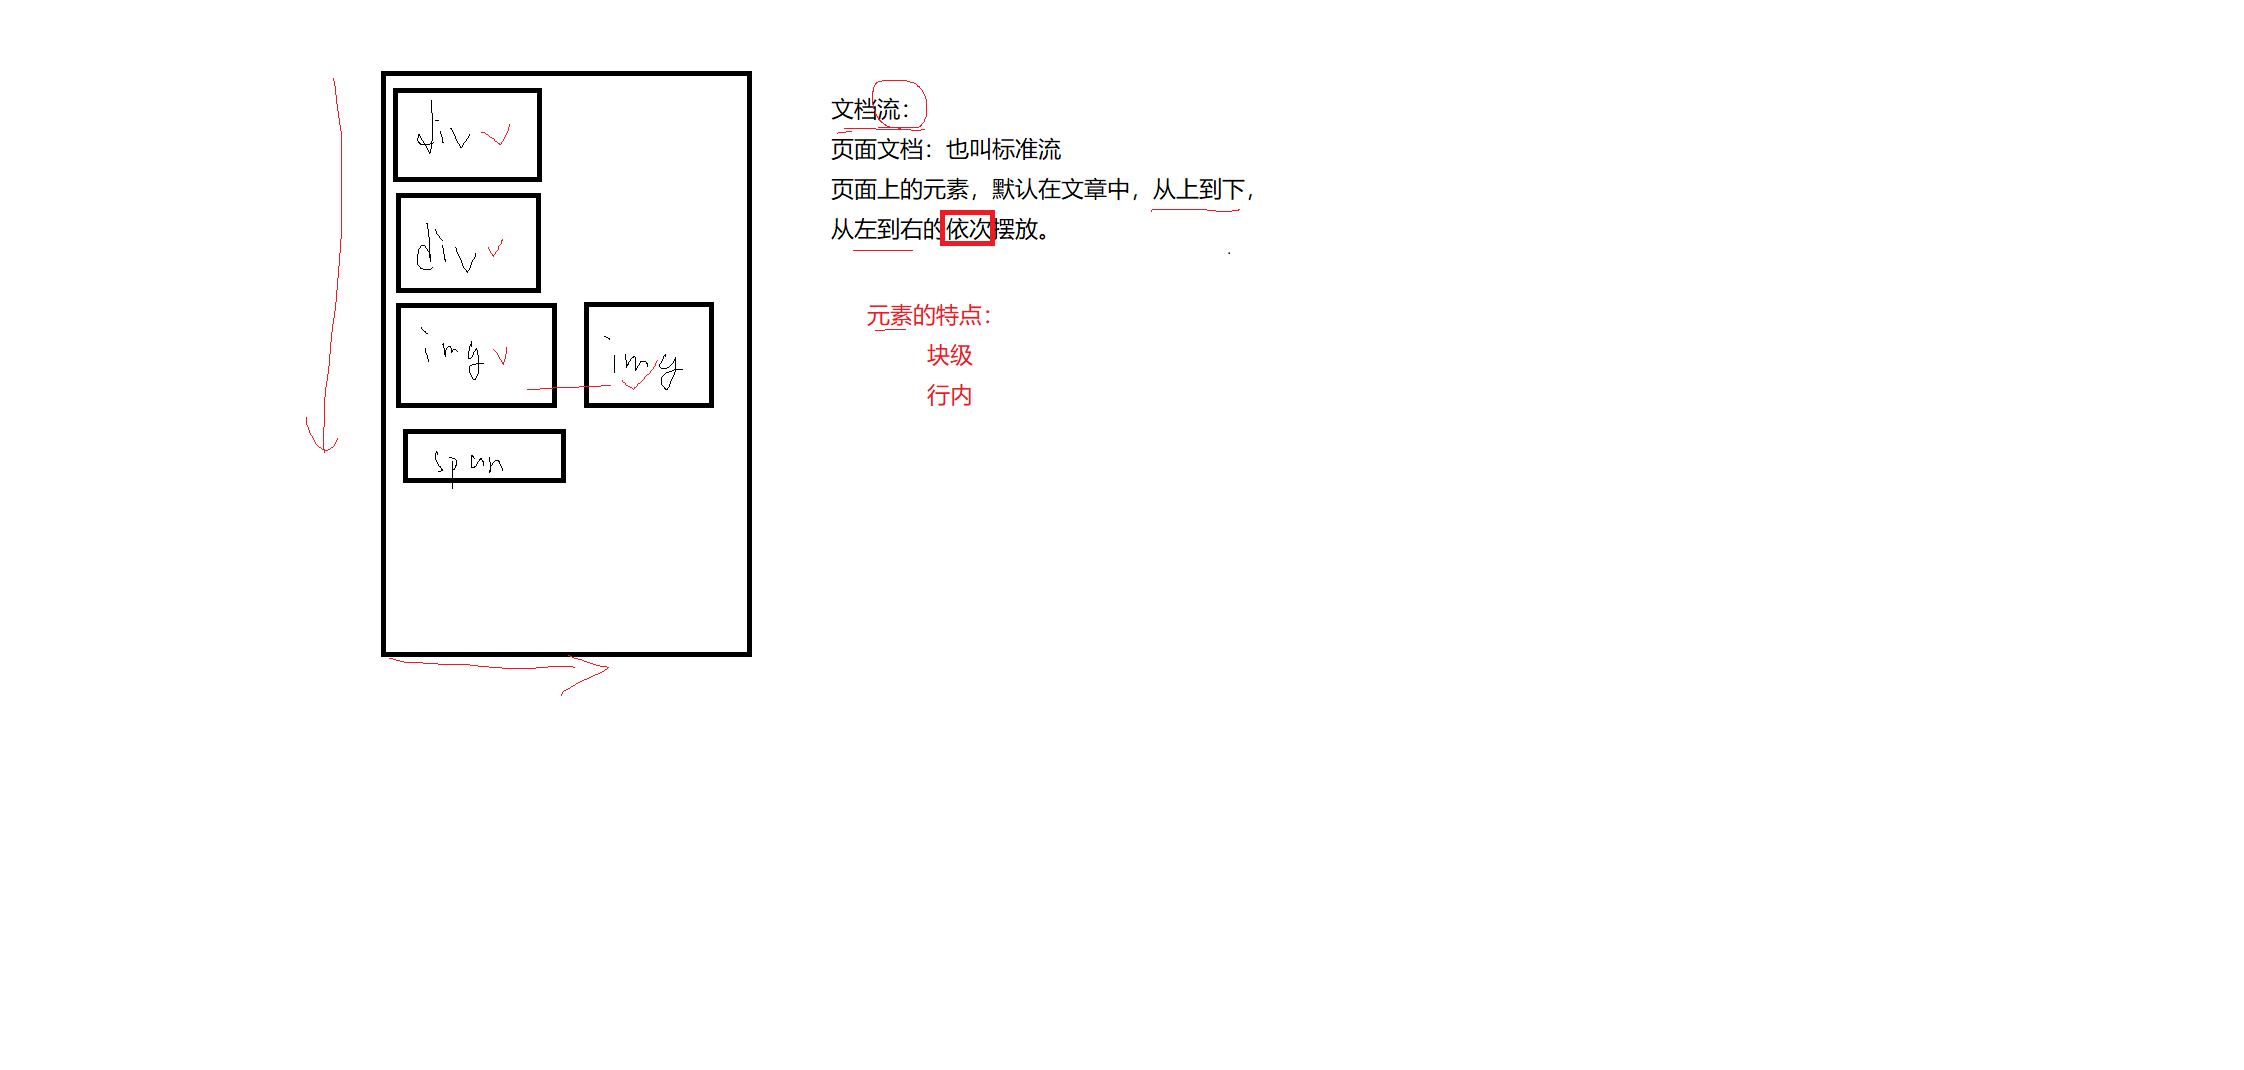 div
div
img img
span
文档流：
页面文档：也叫标准流
页面上的元素，默认在文章中，从上到下，
从左到右的依次摆放。
元素的特点：
块级
行内